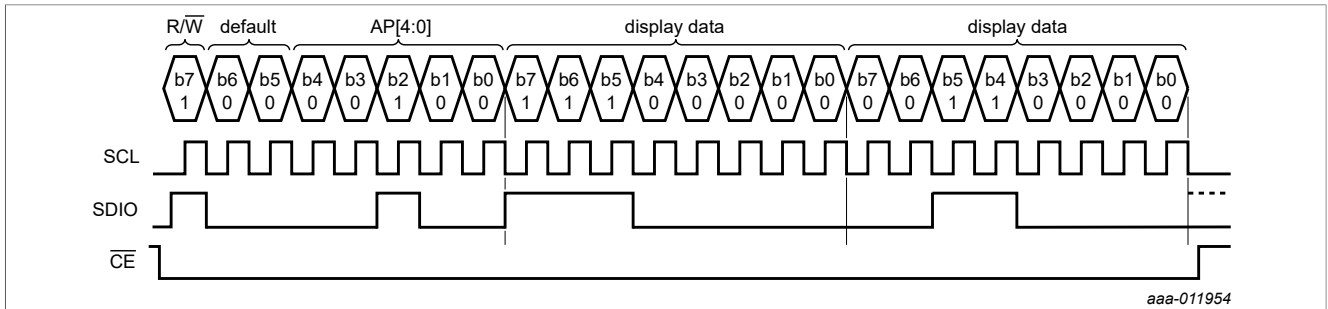 R/W̅ default AP[4:0] display data display data
b7 b6 b5 b4 b3 b2 b1 b0 b7 b6 b5 b4 b3 b2 b1 b0 b7 b6 b5 b4 b3 b2 b1 b0
1 0 0 0 0 1 0 0 1 1 1 0 0 0 0 0 0 0 1 1 0 0 0 0
SCL
SDIO
C̅E̅
aaa-011954